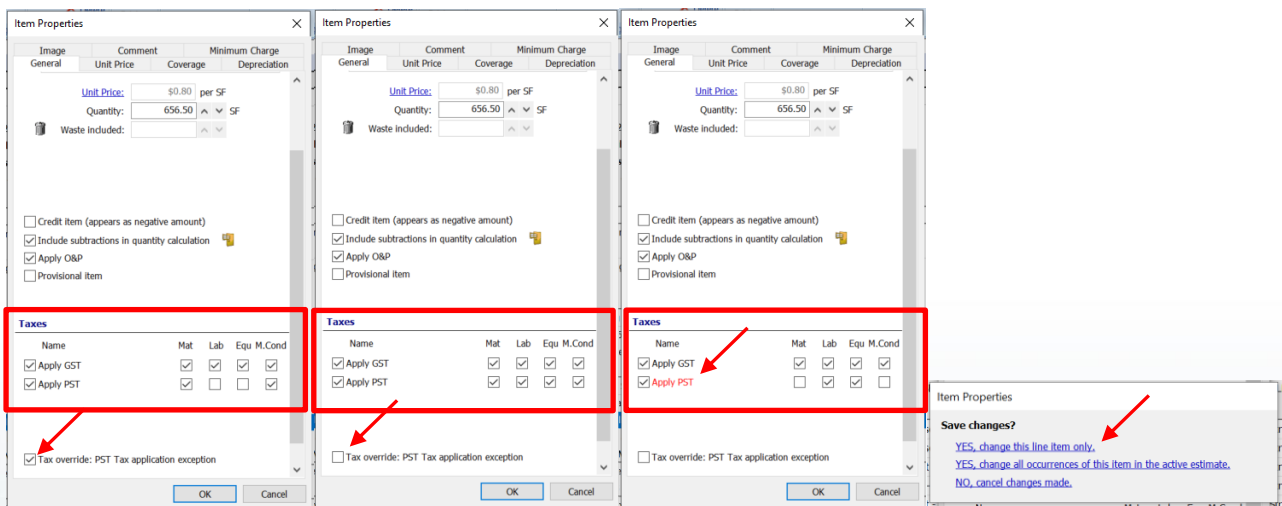 Item Properties
Image Comment Minimum Charge
General Unit Price Coverage Depreciation
Unit Price: $0.80 per SF
Quantity: 656.50 SF
Waste included:
Credit item (appears as negative amount)
Include subtractions in quantity calculation
Apply O&P
Provisional item
Taxes
Name Mat Lab Equ M.Cond
Apply GST
Apply PST
Tax override: PST Tax application exception
OK Cancel
Item Properties
Image Comment Minimum Charge
General Unit Price Coverage Depreciation
Unit Price: $0.80 per SF
Quantity: 656.50 SF
Waste included:
Credit item (appears as negative amount)
Include subtractions in quantity calculation
Apply O&P
Provisional item
Taxes
Name Mat Lab Equ M.Cond
Apply GST
Apply PST
Tax override: PST Tax application exception
OK Cancel
Item Properties
Image Comment Minimum Charge
General Unit Price Coverage Depreciation
Unit Price: $0.80 per SF
Quantity: 656.50 SF
Waste included:
Credit item (appears as negative amount)
Include subtractions in quantity calculation
Apply O&P
Provisional item
Taxes
Name Mat Lab Equ M.Cond
Apply GST
Apply PST
Tax override: PST Tax application exception
OK Cancel
Item Properties
Save changes?
YES, change this line item only.
YES, change all occurrences of this item in the active estimate.
NO, cancel changes made.